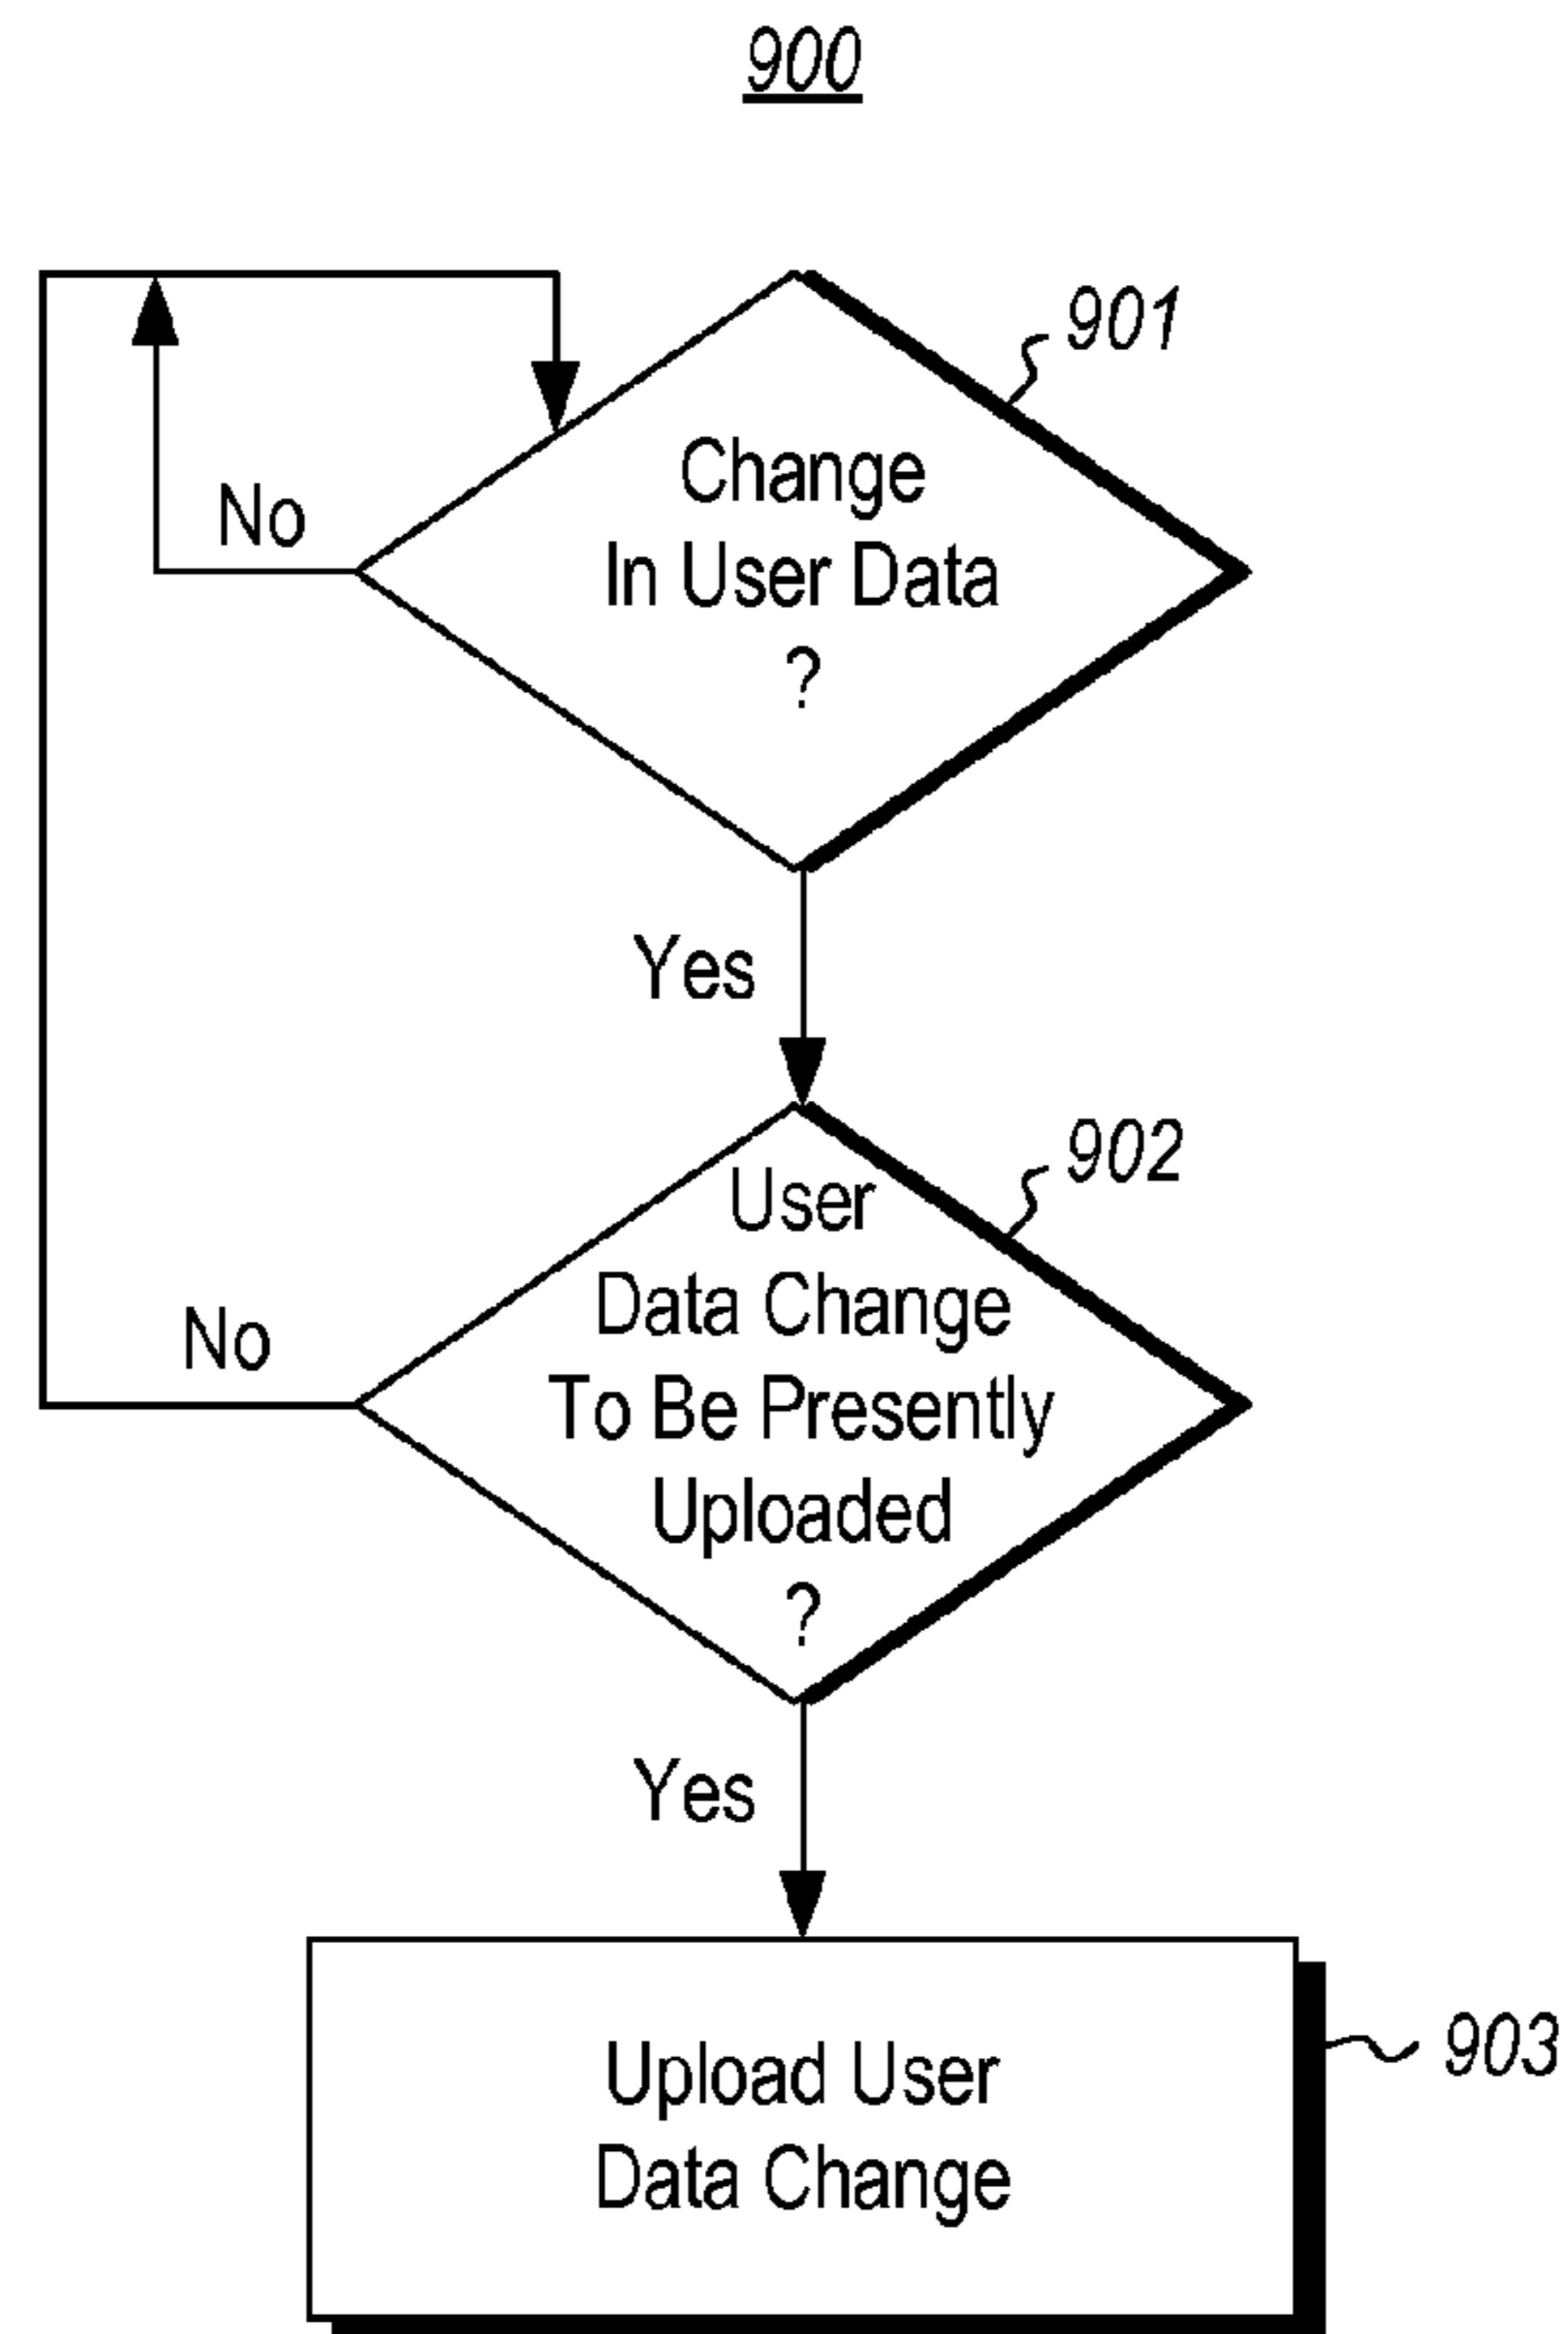 900
901
Change
In User Data
?
No
Yes
902
User
Data Change
To Be Presently
Uploaded
?
No
Yes
903
Upload User
Data Change